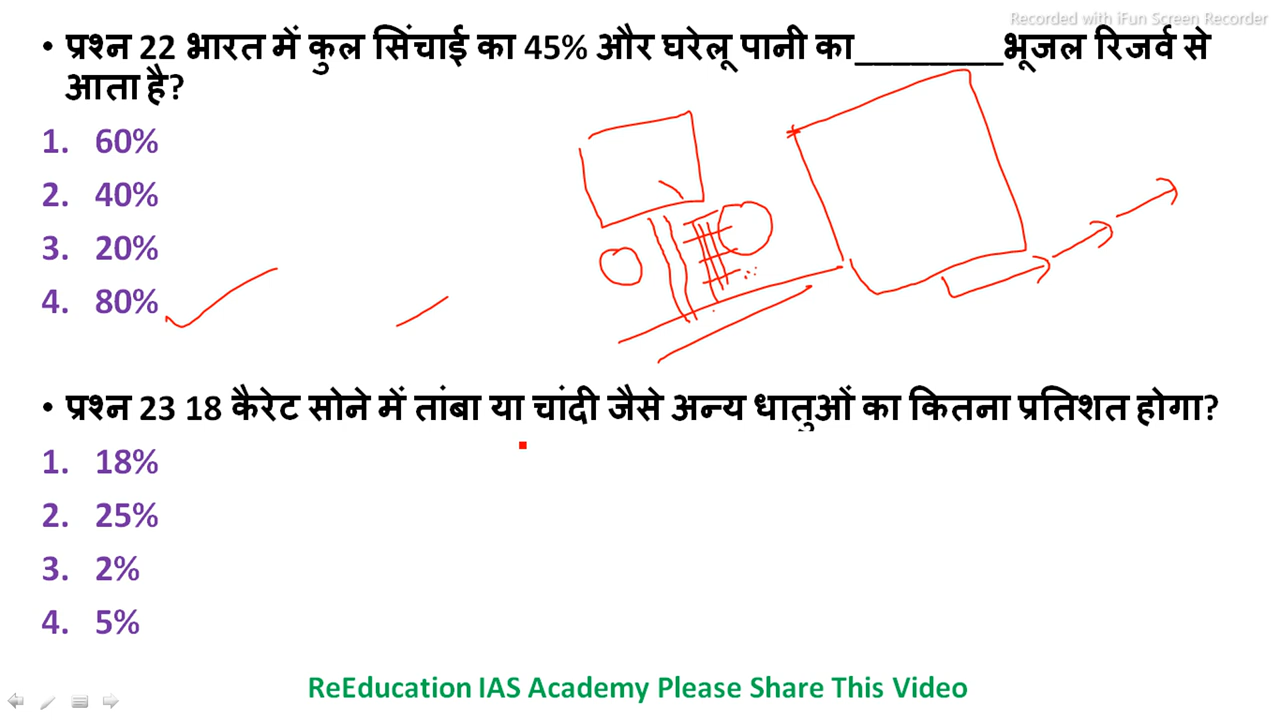 Recorded with iFun Screen Recorder
• प्रश्न 22 भारत में कुल सिंचाई का 45% और घरेलू पानी का________भूजल रिजर्व से
आता है?
1. 60%
2. 40%
3. 20%
4. 80%
• प्रश्न 23 18 कैरेट सोने में तांबा या चांदी जैसे अन्य धातुओं का कितना प्रतिशत होगा?
1. 18%
2. 25%
3. 2%
4. 5%
ReEducation IAS Academy Please Share This Video